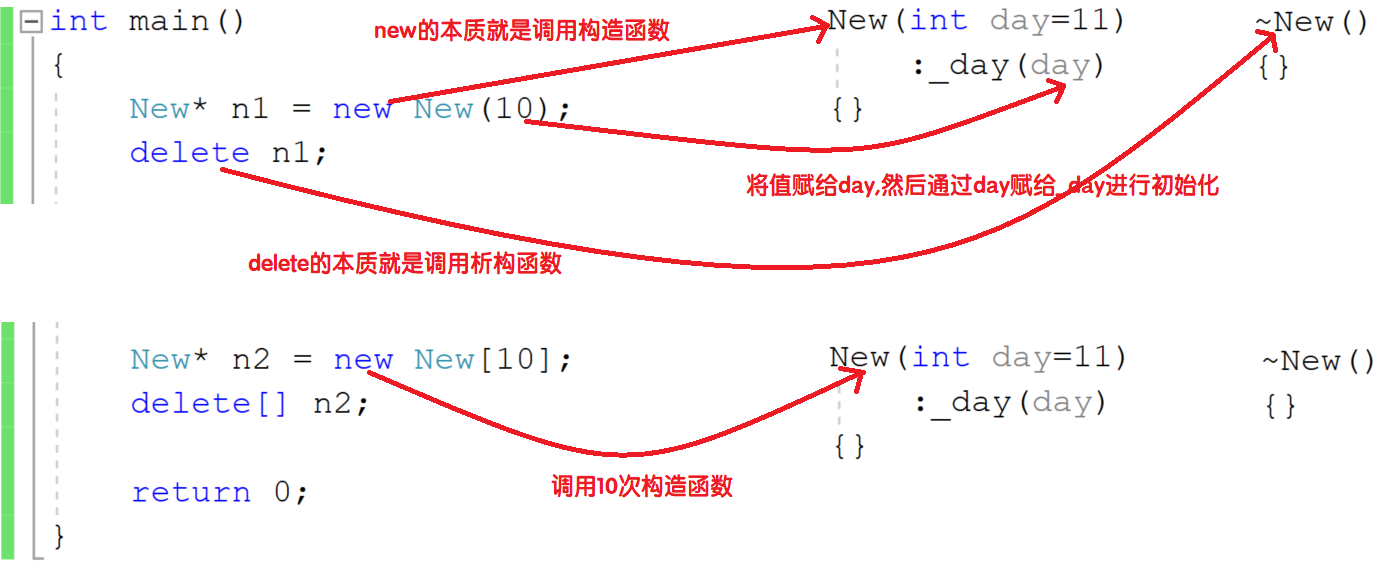 int main()
{
New* n1 = new New(10);
delete n1;
new的本质就是调用构造函数
New(int day=11)
:_day(day)
{}
~New()
{}
将值赋给day,然后通过day赋给_day进行初始化
delete的本质就是调用析构函数
New* n2 = new New[10];
delete[] n2;
return 0;
}
New(int day=11)
:_day(day)
{}
~New()
{}
调用10次构造函数